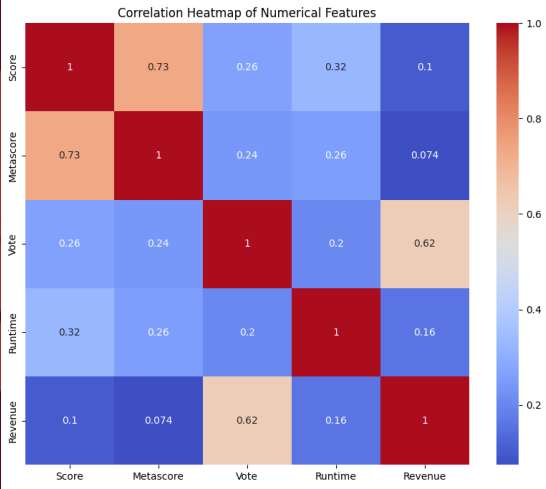 Correlation Heatmap of Numerical Features
Score 1 0.73 0.26 0.32 0.1
Metascore 0.73 1 0.24 0.26 0.074
Vote 0.26 0.24 1 0.2 0.62
Runtime 0.32 0.26 0.2 1 0.16
Revenue 0.1 0.074 0.62 0.16 1
Score Metascore Vote Runtime Revenue
1.0
0.8
0.6
0.4
0.2